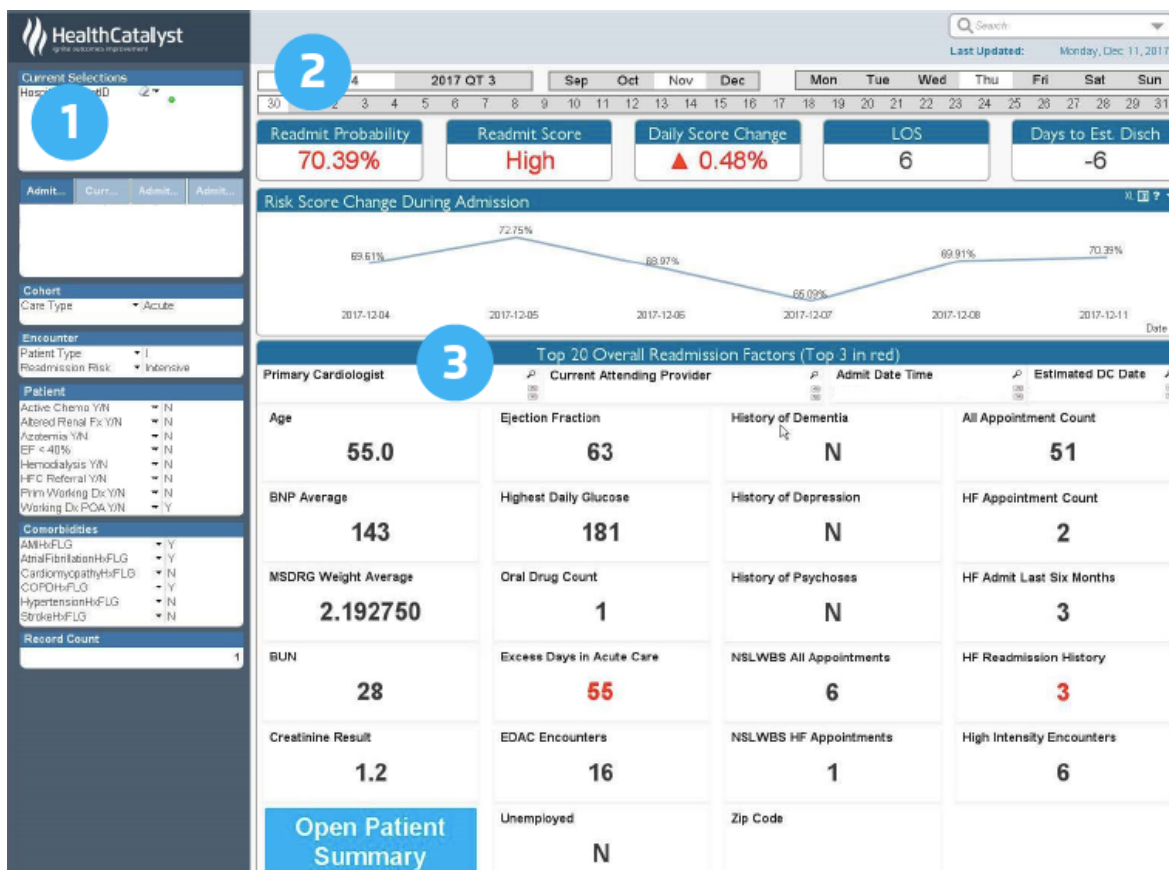 HealthCatalyst
ignite outcomes improvement
Search
Last Updated: Monday, Dec 11, 2017
Current Selections
1
2
4 2017 QT 3 Sep Oct Nov Dec Mon Tue Wed Thu Fri Sat Sun
30 2 3 4 5 6 7 8 9 10 11 12 13 14 15 16 17 18 19 20 21 22 23 24 25 26 27 28 29 31
Admit... Curr... Admit... Admit...
Cohort
Care Type Acute
Encounter
Patient Type I
Readmission Risk Intensive
Patient
Active Chemo Y/N N
Altered Renal Fx Y/N N
Azotemia Y/N N
EF < 40% N
Hemodialysis Y/N N
HFC Referral Y/N N
Prim Working Dx Y/N N
Working Dx POA Y/N Y
Comorbidities
AMIHxFLG Y
AtrialFibrillationHxFLG Y
CardiomyopathyHxFLG N
COPDHxFLG Y
HypertensionHxFLG N
StrokeHxFLG N
Record Count
1
Readmit Probability Readmit Score Daily Score Change LOS Days to Est. Disch
70.39% High ▲ 0.48% 6 -6
Risk Score Change During Admission
69.61% 72.75% 68.97% 65.09% 69.91% 70.39%
2017-12-04 2017-12-05 2017-12-06 2017-12-07 2017-12-08 2017-12-11
Date
3
Top 20 Overall Readmission Factors (Top 3 in red)
Primary Cardiologist Current Attending Provider Admit Date Time Estimated DC Date
Age Ejection Fraction History of Dementia All Appointment Count
55.0 63 N 51
BNP Average Highest Daily Glucose History of Depression HF Appointment Count
143 181 N 2
MSDRG Weight Average Oral Drug Count History of Psychoses HF Admit Last Six Months
2.192750 1 N 3
BUN Excess Days in Acute Care NSLWBS All Appointments HF Readmission History
28 55 6 3
Creatinine Result EDAC Encounters NSLWBS HF Appointments High Intensity Encounters
1.2 16 1 6
Open Patient
Summary
Unemployed Zip Code
N